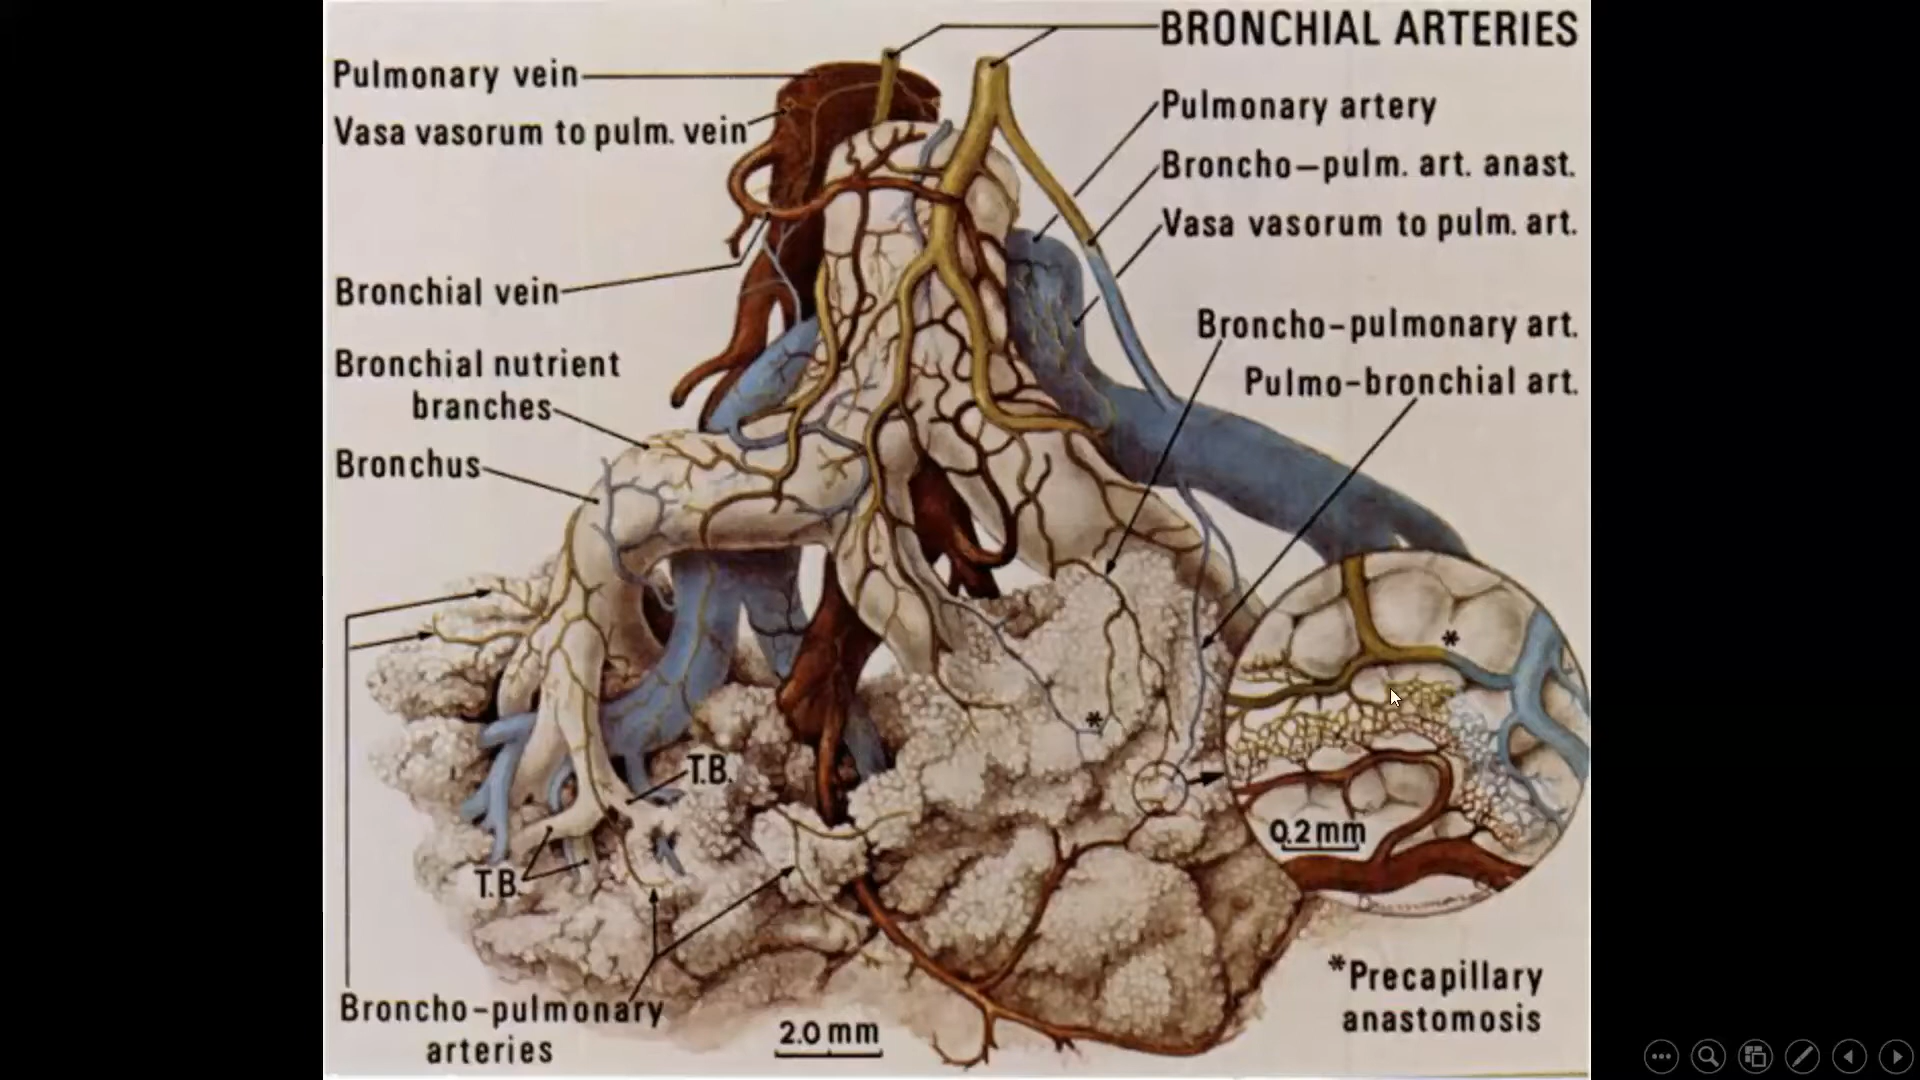 BRONCHIAL ARTERIES
Pulmonary vein
Vasa vasorum to pulm. vein
Pulmonary artery
Broncho–pulm. art. anast.
Vasa vasorum to pulm. art.
Bronchial vein
Broncho-pulmonary art.
Pulmo-bronchial art.
Bronchial nutrient
branches
Bronchus
*
*
T.B.
T.B.
0.2mm
Broncho-pulmonary
arteries
2.0 mm
*Precapillary
anastomosis